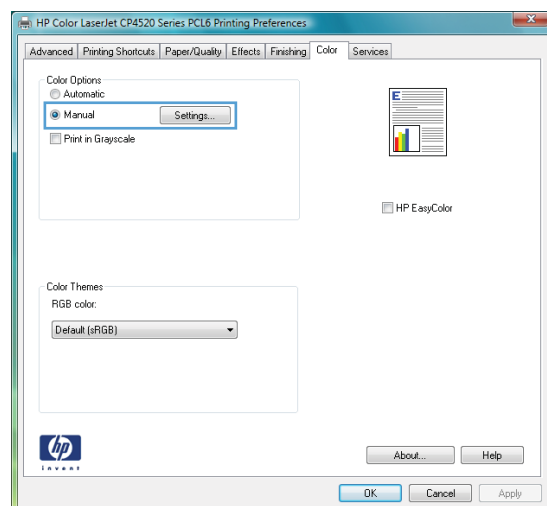 HP Color LaserJet CP4520 Series PCL6 Printing Preferences
Advanced Printing Shortcuts Paper/Quality Effects Finishing Color Services
Color Options
Automatic
Manual Settings...
Print in Grayscale
E
HP EasyColor
Color Themes
RGB color:
Default (sRGB)
hp
invent
About... Help
OK Cancel Apply